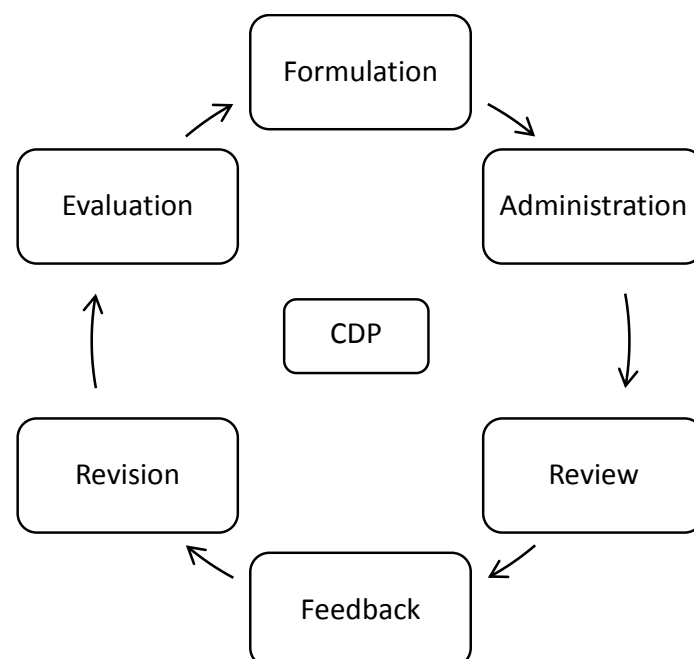 Formulation
Administration
Review
Feedback
Revision
Evaluation
CDP